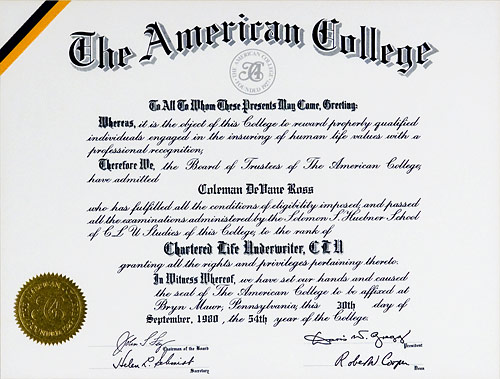 The American College
To All To Whom These Presents May Come, Greeting:
Whereas, it is the object of this College to reward properly qualified
individuals engaged in the insuring of human life values with a
professional recognition;
Therefore We, the Board of Trustees of The American College,
have admitted
Coleman DeVane Ross
who has fulfilled all the conditions of eligibility imposed, and passed
all the examinations administered by the Solomon S. Huebner School
of C L U Studies of this College, to the rank of
Chartered Life Underwriter, CLU
granting all the rights and privileges pertaining thereto.
In Witness Whereof, we have set our hands and caused
the seal of The American College to be affixed at
Bryn Mawr, Pennsylvania, this 30th day of
September, 1980, the 54th year of the College.
Chairman of the Board
President
Helen L. Schmidt
Robert W. Cooper
Secretary
Dean